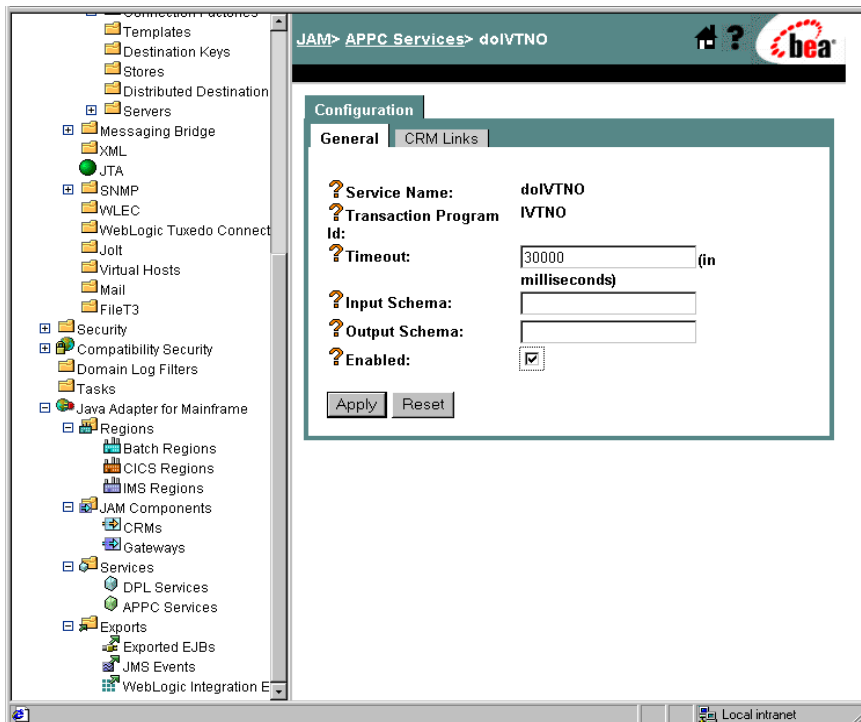 Connection Factories
Templates
Destination Keys
Stores
Distributed Destination
Servers
Messaging Bridge
XML
JTA
SNMP
WLEC
WebLogic Tuxedo Connect
Jolt
Virtual Hosts
Mail
FileT3
Security
Compatibility Security
Domain Log Filters
Tasks
Java Adapter for Mainframe
Regions
Batch Regions
CICS Regions
IMS Regions
JAM Components
CRMs
Gateways
Services
DPL Services
APPC Services
Exports
Exported EJBs
JMS Events
WebLogic Integration E
JAM> APPC Services> doIVTNO
? bea
Configuration
General CRM Links
? Service Name: doIVTNO
? Transaction Program Id: IVTNO
? Timeout: 30000 (in milliseconds)
? Input Schema:
? Output Schema:
? Enabled:
Apply Reset
Local intranet